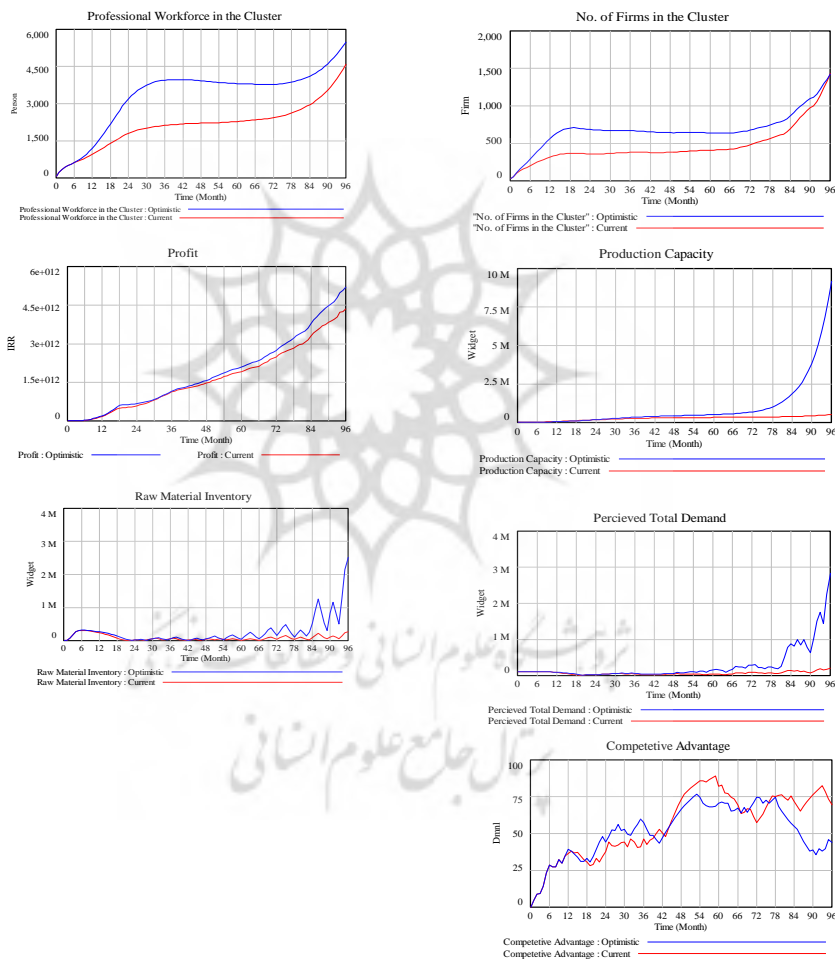 Professional Workforce in the Cluster
6,000
4,500
3,000
1,500
0
Person
0 6 12 18 24 30 36 42 48 54 60 66 72 78 84 90 96
Time (Month)
Professional Workforce in the Cluster : Optimistic
Professional Workforce in the Cluster : Current
No. of Firms in the Cluster
2,000
1,500
1,000
500
0
Firm
0 6 12 18 24 30 36 42 48 54 60 66 72 78 84 90 96
Time (Month)
"No. of Firms in the Cluster" : Optimistic
"No. of Firms in the Cluster" : Current
Profit
6e+012
4.5e+012
3e+012
1.5e+012
0
IRR
0 12 24 36 48 60 72 84 96
Time (Month)
Profit : Optimistic
Profit : Current
Production Capacity
10 M
7.5 M
5 M
2.5 M
0
Widget
0 6 12 18 24 30 36 42 48 54 60 66 72 78 84 90 96
Time (Month)
Production Capacity : Optimistic
Production Capacity : Current
Raw Material Inventory
4 M
3 M
2 M
1 M
0
Widget
0 12 24 36 48 60 72 84 96
Time (Month)
Raw Material Inventory : Optimistic
Raw Material Inventory : Current
Percieved Total Demand
4 M
3 M
2 M
1 M
0
Widget
0 6 12 18 24 30 36 42 48 54 60 66 72 78 84 90 96
Time (Month)
Percieved Total Demand : Optimistic
Percieved Total Demand : Current
پژوهشگاه علوم انسانی و مطالعات فرهنگی
پرتال جامع علوم انسانی
Competetive Advantage
100
75
50
25
0
Dmnl
0 6 12 18 24 30 36 42 48 54 60 66 72 78 84 90 96
Time (Month)
Competetive Advantage : Optimistic
Competetive Advantage : Current